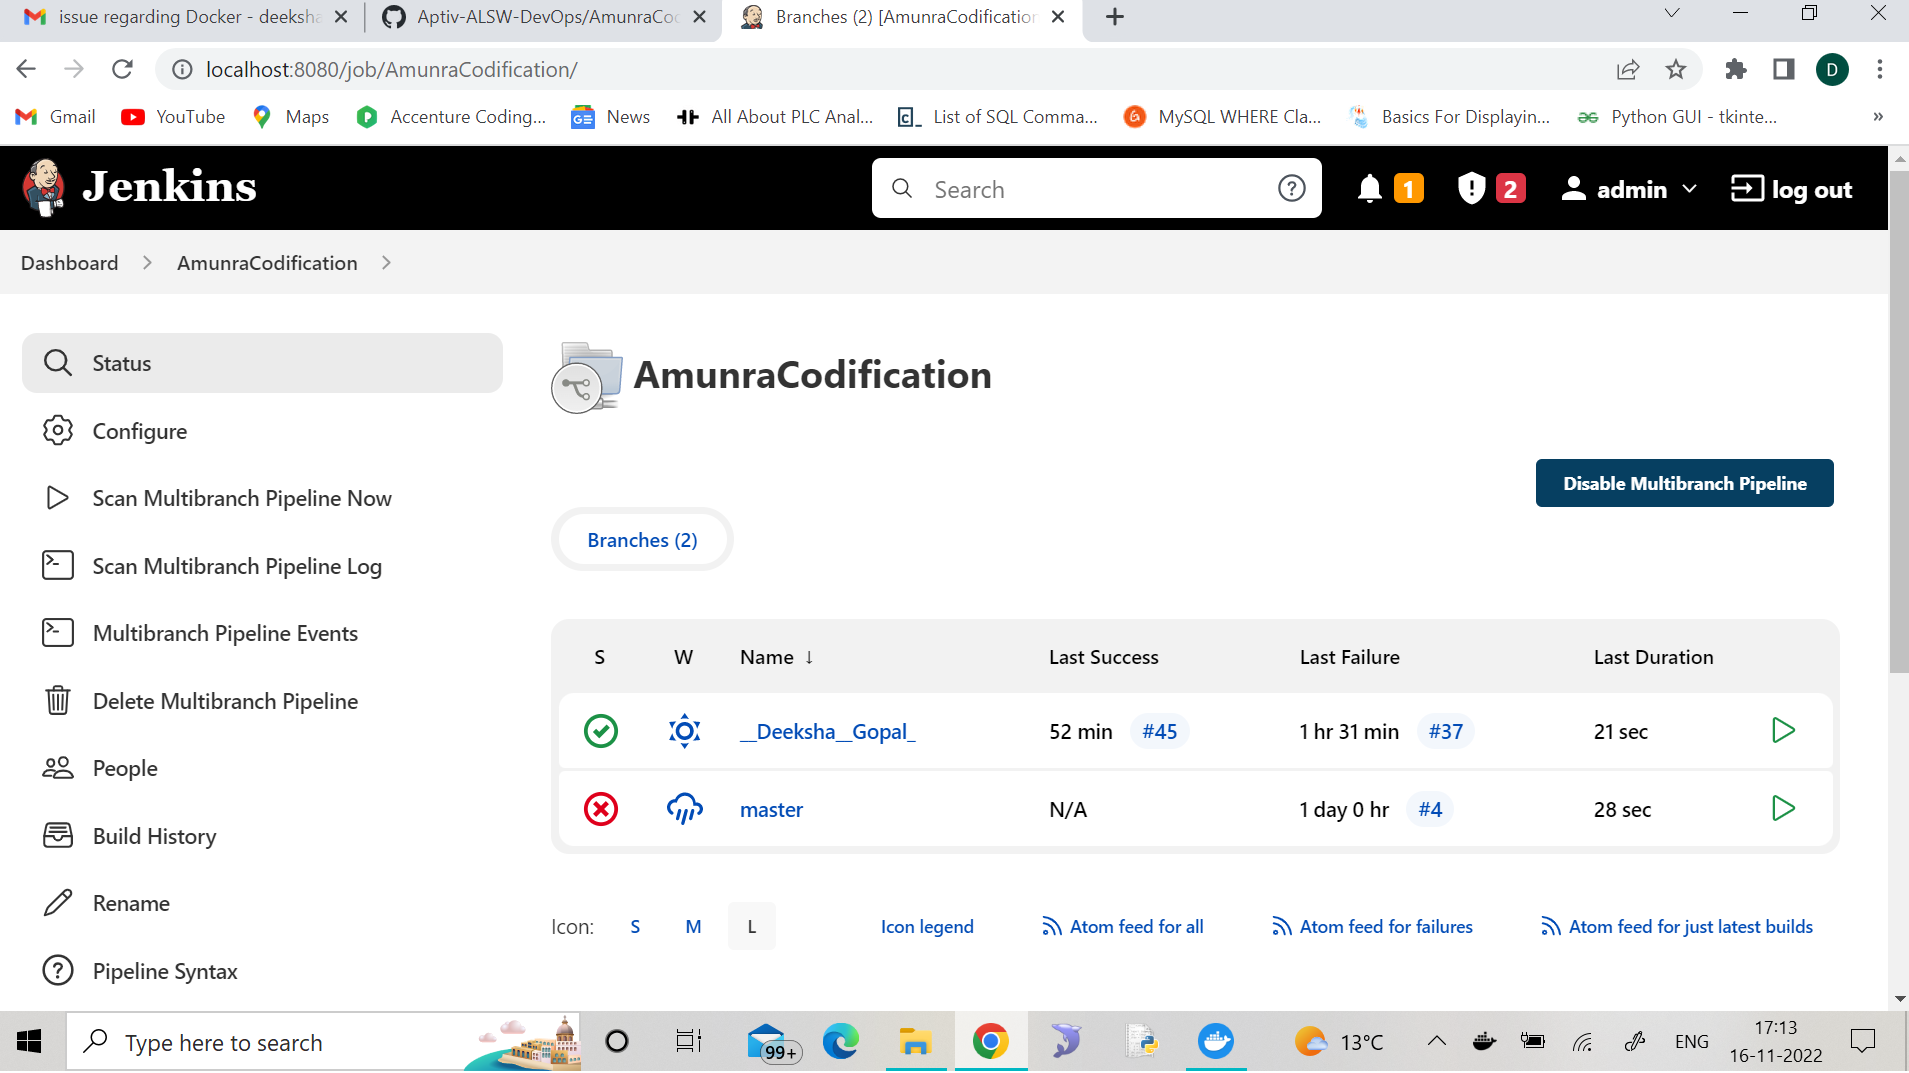 issue regarding Docker - deeksha
Aptiv-ALSW-DevOps/AmunraCod
Branches (2) [AmunraCodification
localhost:8080/job/AmunraCodification/
D
Gmail
YouTube
Maps
Accenture Coding...
News
All About PLC Anal...
List of SQL Comma...
MySQL WHERE Cla...
Basics For Displayin...
Python GUI - tkinte...
»
Jenkins
Search
1
2
admin
log out
Dashboard
AmunraCodification
Status
Configure
Scan Multibranch Pipeline Now
Scan Multibranch Pipeline Log
Multibranch Pipeline Events
Delete Multibranch Pipeline
People
Build History
Rename
Pipeline Syntax
AmunraCodification
Disable Multibranch Pipeline
Branches (2)
S W Name ↓ Last Success Last Failure Last Duration
__Deeksha__Gopal_ 52 min #45 1 hr 31 min #37 21 sec
master N/A 1 day 0 hr #4 28 sec
Icon: S M L Icon legend Atom feed for all Atom feed for failures Atom feed for just latest builds
Type here to search
99+
13°C
ENG
17:13
16-11-2022